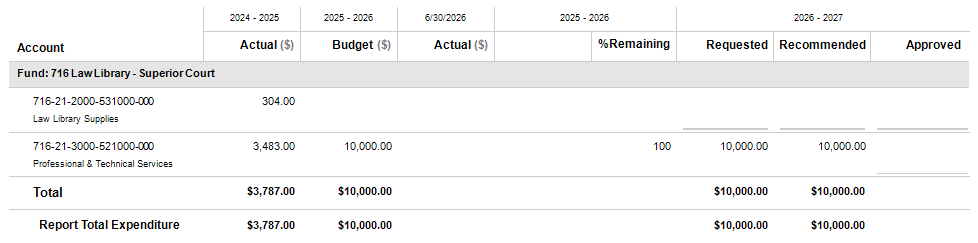 2024 - 2025 2025 - 2026 6/30/2026 2025 - 2026 2026 - 2027
Account Actual ($) Budget ($) Actual ($) %Remaining Requested Recommended Approved
Fund: 716 Law Library - Superior Court
716-21-2000-531000-000 304.00
Law Library Supplies
716-21-3000-521000-000 3,483.00 10,000.00 100 10,000.00 10,000.00
Professional & Technical Services
Total $3,787.00 $10,000.00 $10,000.00 $10,000.00
Report Total Expenditure $3,787.00 $10,000.00 $10,000.00 $10,000.00